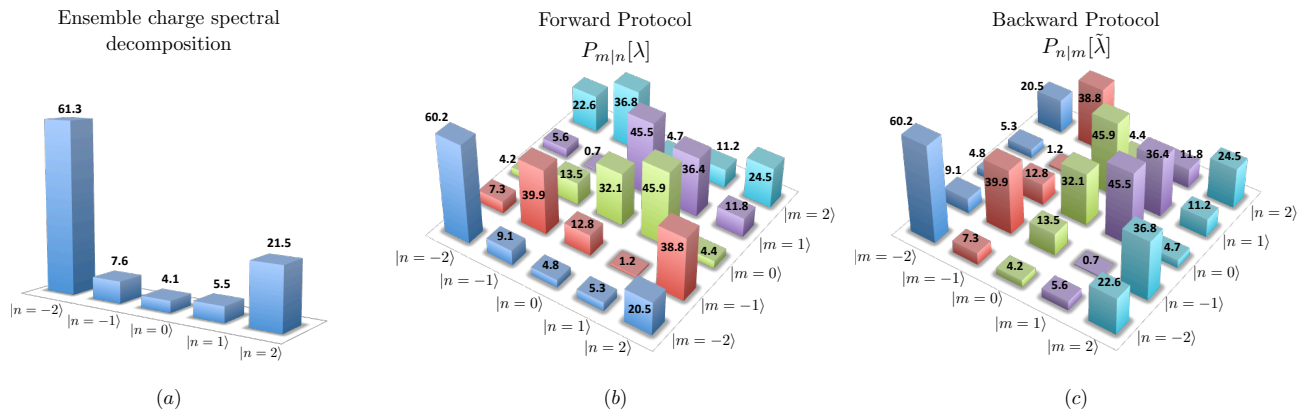 Ensemble charge spectral
decomposition
61.3
7.6
4.1
5.5
21.5
|n = −2⟩
|n = −1⟩
|n = 0⟩
|n = 1⟩
|n = 2⟩
(a)
Forward Protocol
P_{m|n}[λ]
22.6
36.8
4.7
11.2
24.5
5.6
0.7
45.5
36.4
11.8
4.2
13.5
32.1
45.9
4.4
7.3
39.9
12.8
1.2
38.8
60.2
9.1
4.8
5.3
20.5
|n = −2⟩
|n = −1⟩
|n = 0⟩
|n = 1⟩
|n = 2⟩
|m = 2⟩
|m = 1⟩
|m = 0⟩
|m = −1⟩
|m = −2⟩
(b)
Backward Protocol
P_{n|m}[λ̃]
20.5
38.8
4.4
11.8
24.5
5.3
1.2
45.9
36.4
11.2
4.8
12.8
32.1
45.5
4.7
9.1
39.9
13.5
0.7
36.8
60.2
7.3
4.2
5.6
22.6
|m = −2⟩
|m = −1⟩
|m = 0⟩
|m = 1⟩
|m = 2⟩
|n = 2⟩
|n = 1⟩
|n = 0⟩
|n = −1⟩
|n = −2⟩
(c)